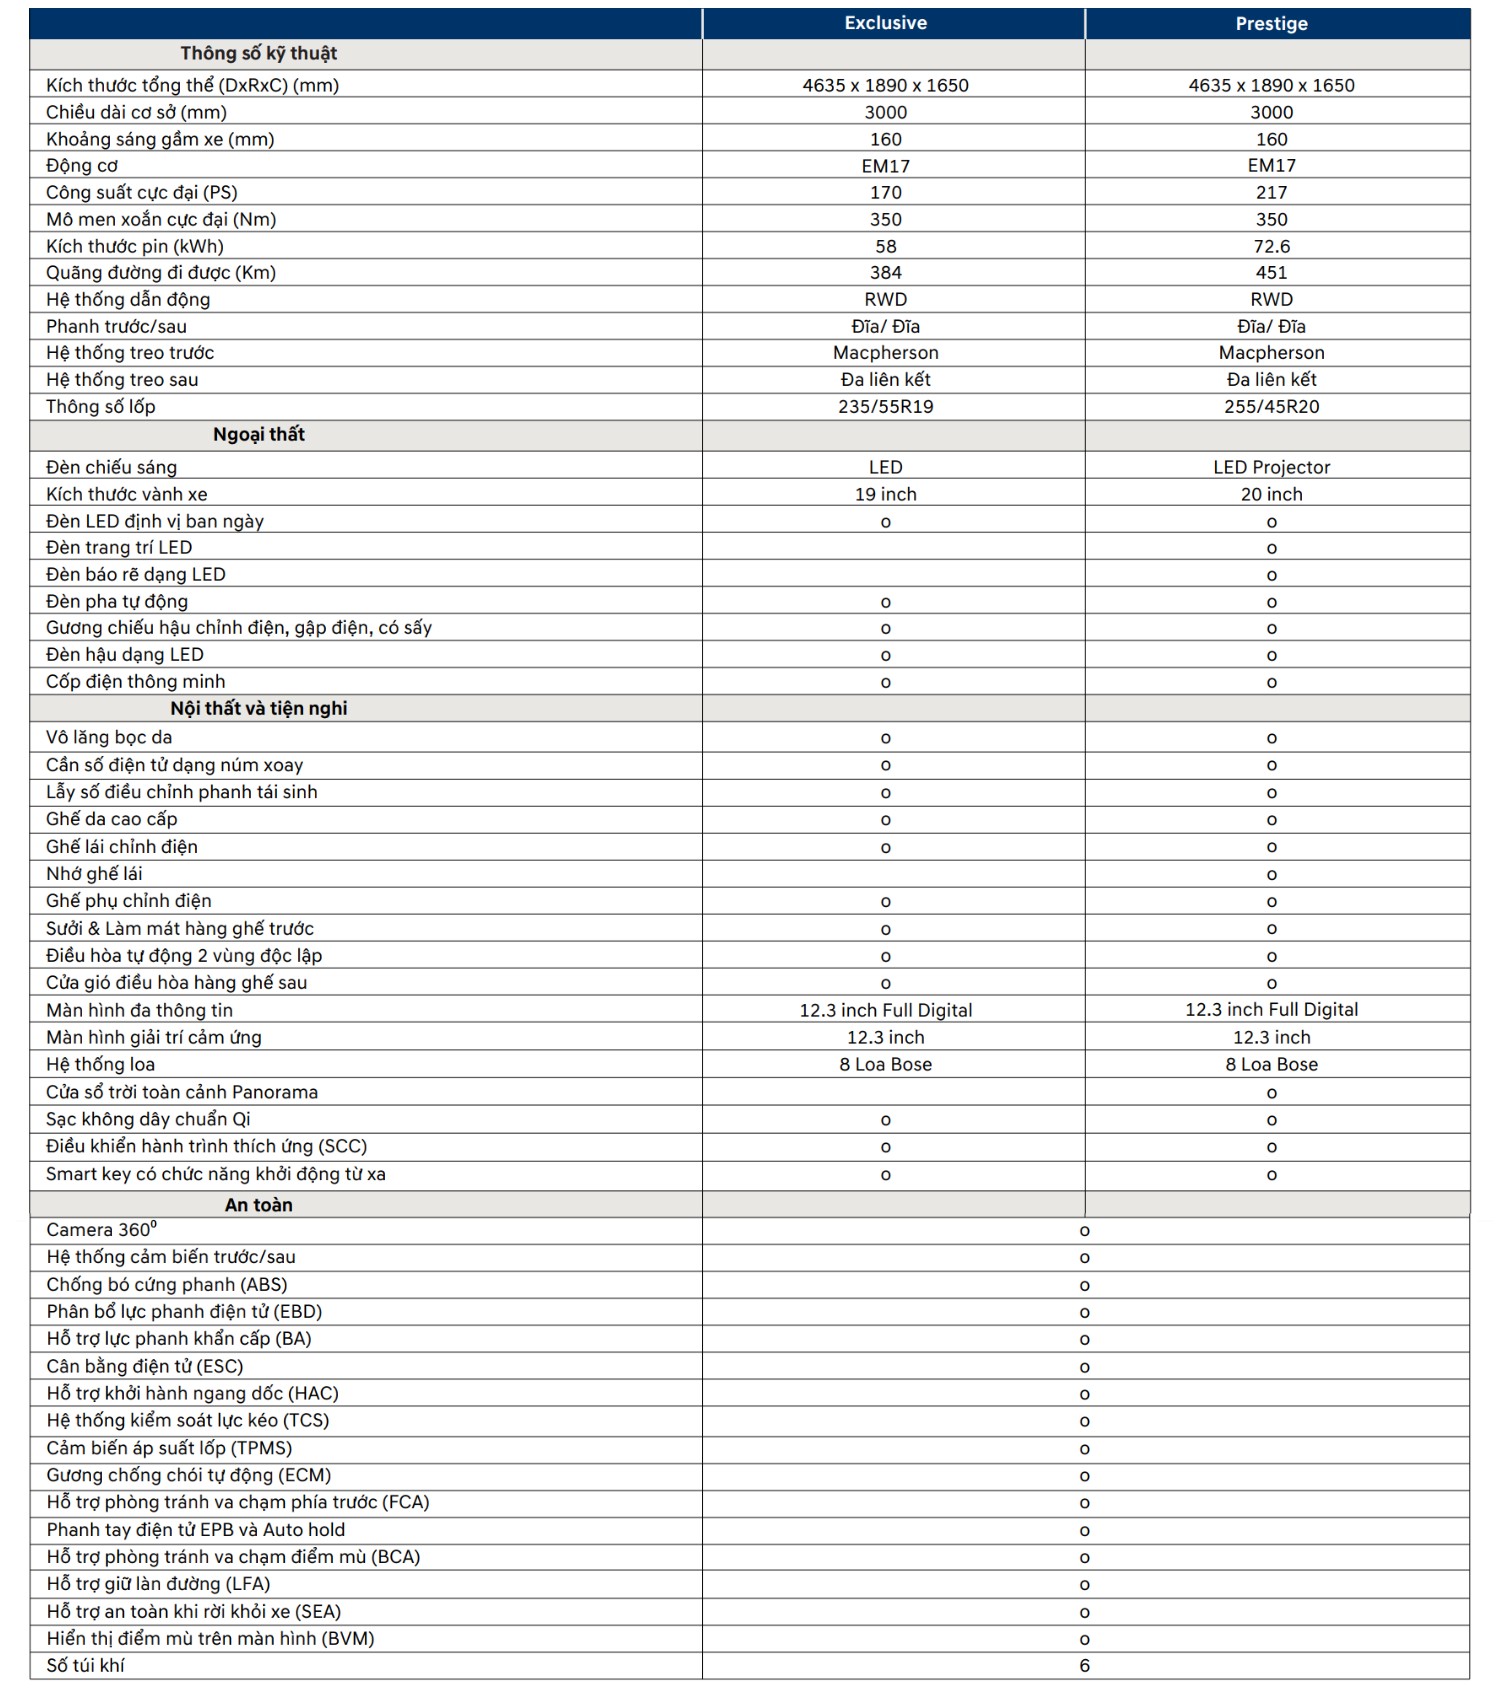 Exclusive Prestige
Thông số kỹ thuật
Kích thước tổng thể (DxRxC) (mm) 4635 x 1890 x 1650 4635 x 1890 x 1650
Chiều dài cơ sở (mm) 3000 3000
Khoảng sáng gầm xe (mm) 160 160
Động cơ EM17 EM17
Công suất cực đại (PS) 170 217
Mô men xoắn cực đại (Nm) 350 350
Kích thước pin (kWh) 58 72.6
Quãng đường đi được (Km) 384 451
Hệ thống dẫn động RWD RWD
Phanh trước/sau Đĩa/ Đĩa Đĩa/ Đĩa
Hệ thống treo trước Macpherson Macpherson
Hệ thống treo sau Đa liên kết Đa liên kết
Thông số lốp 235/55R19 255/45R20
Ngoại thất
Đèn chiếu sáng LED LED Projector
Kích thước vành xe 19 inch 20 inch
Đèn LED định vị ban ngày o o
Đèn trang trí LED o
Đèn báo rẽ dạng LED o
Đèn pha tự động o o
Gương chiếu hậu chỉnh điện, gập điện, có sấy o o
Đèn hậu dạng LED o o
Cốp điện thông minh o o
Nội thất và tiện nghi
Vô lăng bọc da o o
Cần số điện tử dạng núm xoay o o
Lẫy số điều chỉnh phanh tái sinh o o
Ghế da cao cấp o o
Ghế lái chỉnh điện o o
Nhớ ghế lái o
Ghế phụ chỉnh điện o o
Sưởi & Làm mát hàng ghế trước o o
Điều hòa tự động 2 vùng độc lập o o
Cửa gió điều hòa hàng ghế sau o o
Màn hình đa thông tin 12.3 inch Full Digital 12.3 inch Full Digital
Màn hình giải trí cảm ứng 12.3 inch 12.3 inch
Hệ thống loa 8 Loa Bose 8 Loa Bose
Cửa sổ trời toàn cảnh Panorama o
Sạc không dây chuẩn Qi o o
Điều khiển hành trình thích ứng (SCC) o o
Smart key có chức năng khởi động từ xa o o
An toàn
Camera 360⁰ o
Hệ thống cảm biến trước/sau o
Chống bó cứng phanh (ABS) o
Phân bổ lực phanh điện tử (EBD) o
Hỗ trợ lực phanh khẩn cấp (BA) o
Cân bằng điện tử (ESC) o
Hỗ trợ khởi hành ngang dốc (HAC) o
Hệ thống kiểm soát lực kéo (TCS) o
Cảm biến áp suất lốp (TPMS) o
Gương chống chói tự động (ECM) o
Hỗ trợ phòng tránh va chạm phía trước (FCA) o
Phanh tay điện tử EPB và Auto hold o
Hỗ trợ phòng tránh va chạm điểm mù (BCA) o
Hỗ trợ giữ làn đường (LFA) o
Hỗ trợ an toàn khi rời khỏi xe (SEA) o
Hiển thị điểm mù trên màn hình (BVM) o
Số túi khí 6